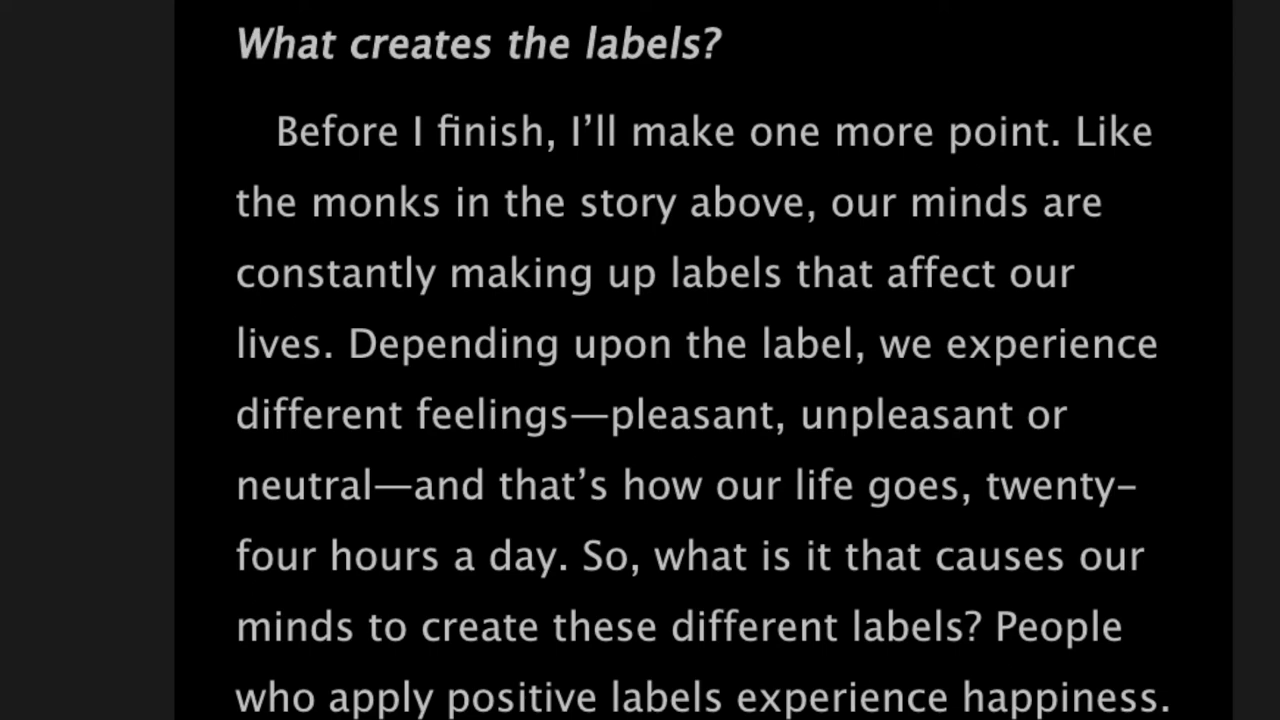 What creates the labels?
Before I finish, I’ll make one more point. Like
the monks in the story above, our minds are
constantly making up labels that affect our
lives. Depending upon the label, we experience
different feelings—pleasant, unpleasant or
neutral—and that’s how our life goes, twenty-
four hours a day. So, what is it that causes our
minds to create these different labels? People
who apply positive labels experience happiness.